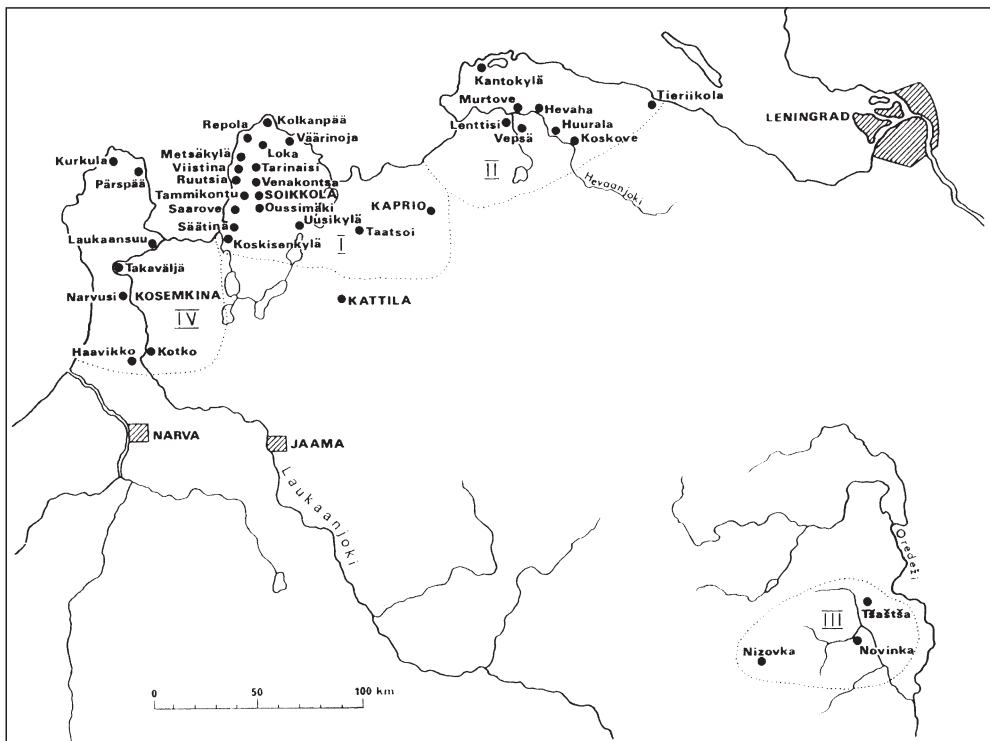 Kantokylä
Murtove
Hevaha
Tieriikola
LENINGRAD
Lenttisi
Vepsä
Huurala
Koskove
II
Hevaanjoki
Kolkanpää
Repola
Väärinoja
Loka
Metsäkylä
Viistina
Tarinaisi
Ruutsia
Venakontsa
Tammikontu
SOIKKOLA
Saarove
Oussimäki
Säätinä
Uusikylä
Koskisenkylä
I
Taatsoi
KAPRIO
Kurkula
Pärspää
Laukaansuu
Takaväljä
Narvusi
KOSEMKINA
IV
KATTILA
Haavikko
Kotko
NARVA
JAAMA
Laukaanjoki
Oredeži
III
Tšaštša
Nizovka
Novinka
0 50 100 km